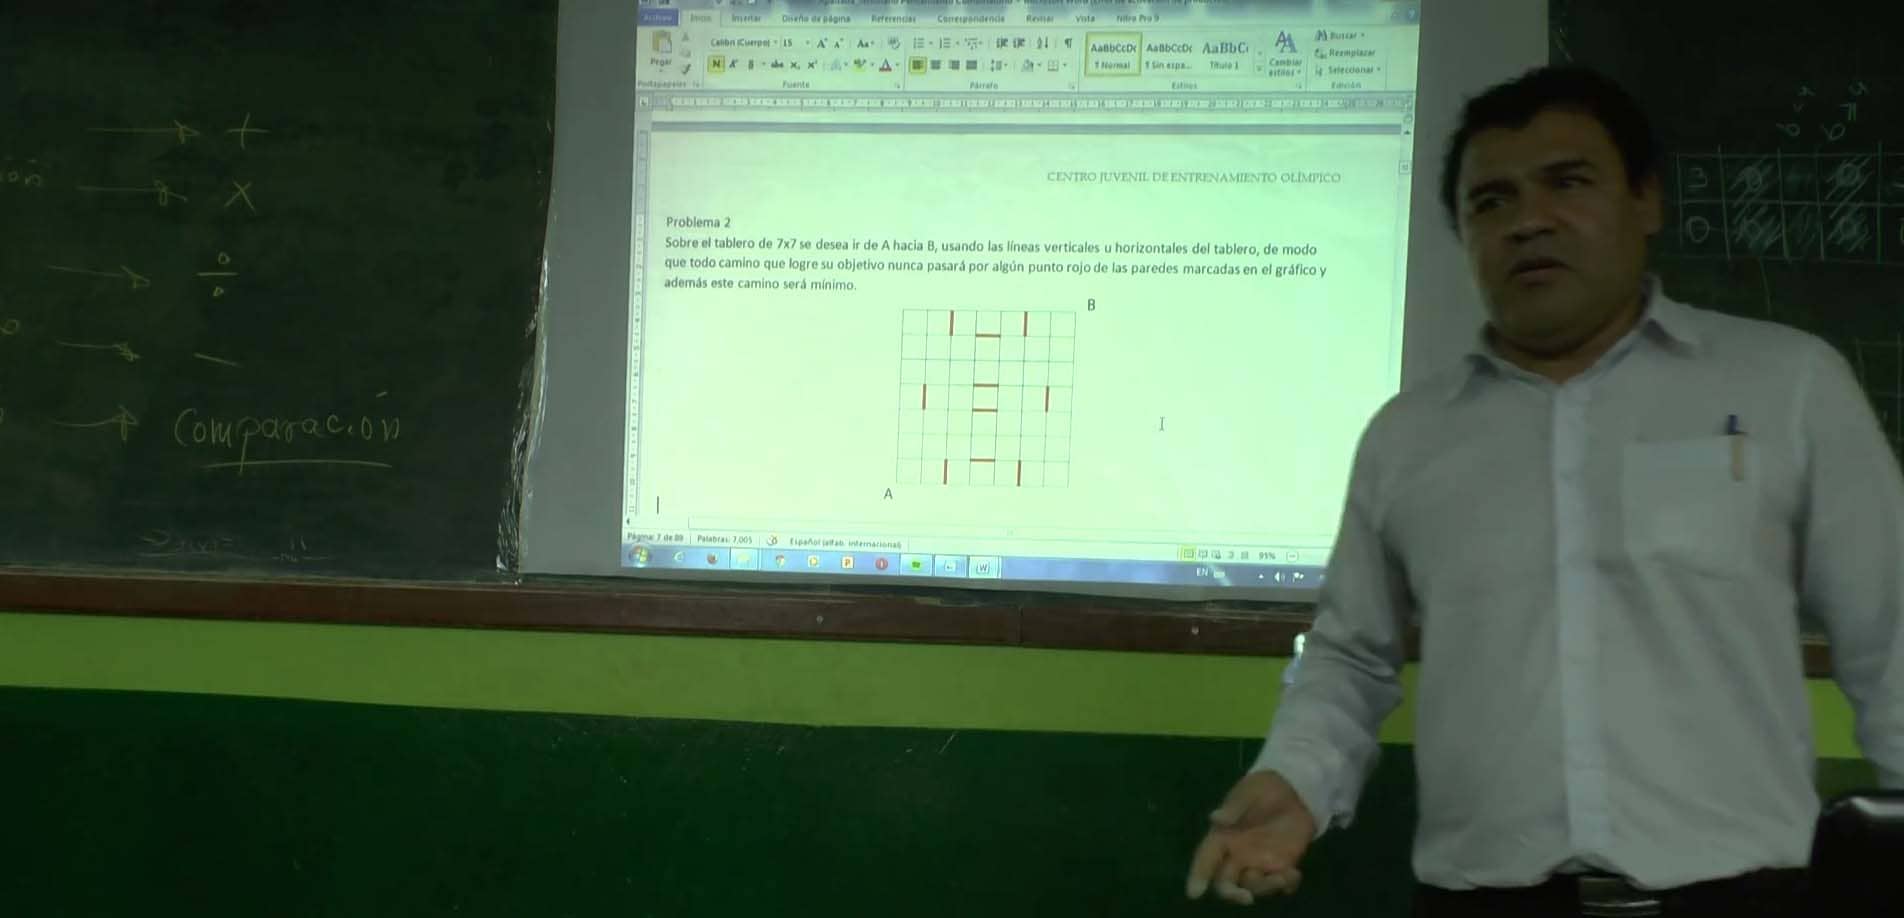 Inicio Insertar Diseño de página Referencias Correspondencia Revisar Vista Nitro Pro 9
Calibri (Cuerpo) 15
AaBbCcDc AaBbCcDc AaBbC
Buscar
Reemplazar
Seleccionar
Pegar
N K S abc
¶ Normal ¶ Sin espa... Título 1
Cambiar estilos
Portapapeles Fuente Párrafo Estilos Edición
CENTRO JUVENIL DE ENTRENAMIENTO OLÍMPICO
Problema 2
Sobre el tablero de 7x7 se desea ir de A hacia B, usando las líneas verticales u horizontales del tablero, de modo
que todo camino que logre su objetivo nunca pasará por algún punto rojo de las paredes marcadas en el gráfico y
además este camino será mínimo.
B
A
Página: 7 de 89 Palabras: 7,005 Español (alfab. internacional) 91%
EN
+
X
Comparación
3
0